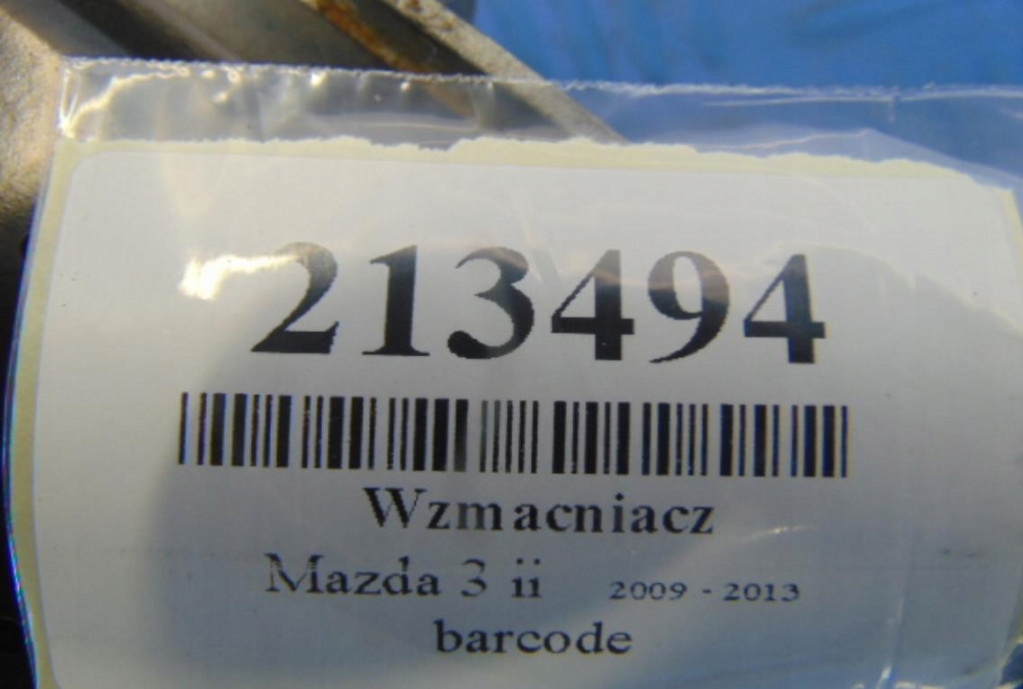 213494
Wzmacniacz
Mazda 3 ii 2009 - 2013
barcode